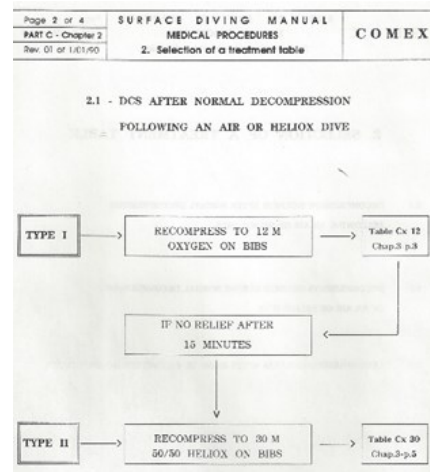 Page 2 of 4
PART C - Chapter 2
Rev. 01 of 1/01/90
SURFACE DIVING MANUAL
MEDICAL PROCEDURES
2. Selection of a treatment table
COMEX
2.1 - DCS AFTER NORMAL DECOMPRESSION
FOLLOWING AN AIR OR HELIOX DIVE
TYPE I
RECOMPRESS TO 12 M
OXYGEN ON BIBS
Table Cx 12
Chap.3 p.3
IF NO RELIEF AFTER
15 MINUTES
TYPE II
RECOMPRESS TO 30 M
50/50 HELIOX ON BIBS
Table Cx 30
Chap.3-p.5